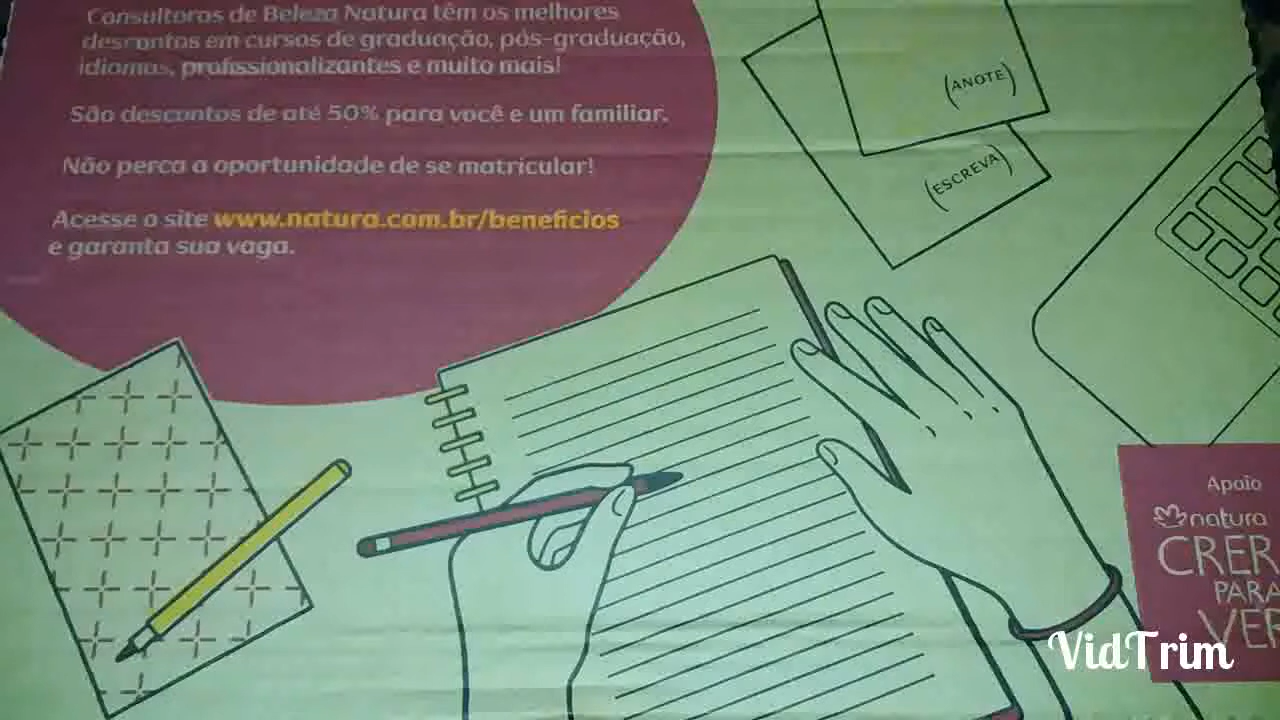 Consultoras de Beleza Natura têm os melhores
descontos em cursos de graduação, pós-graduação,
idiomas, profissionalizantes e muito mais!
São descontos de até 50% para você e um familiar.
Não perca a oportunidade de se matricular!
Acesse o site www.natura.com.br/beneficios
e garanta sua vaga.
(ANOTE)
(ESCREVA)
Apoio
natura
CRER
PARA
VER
VidTrim